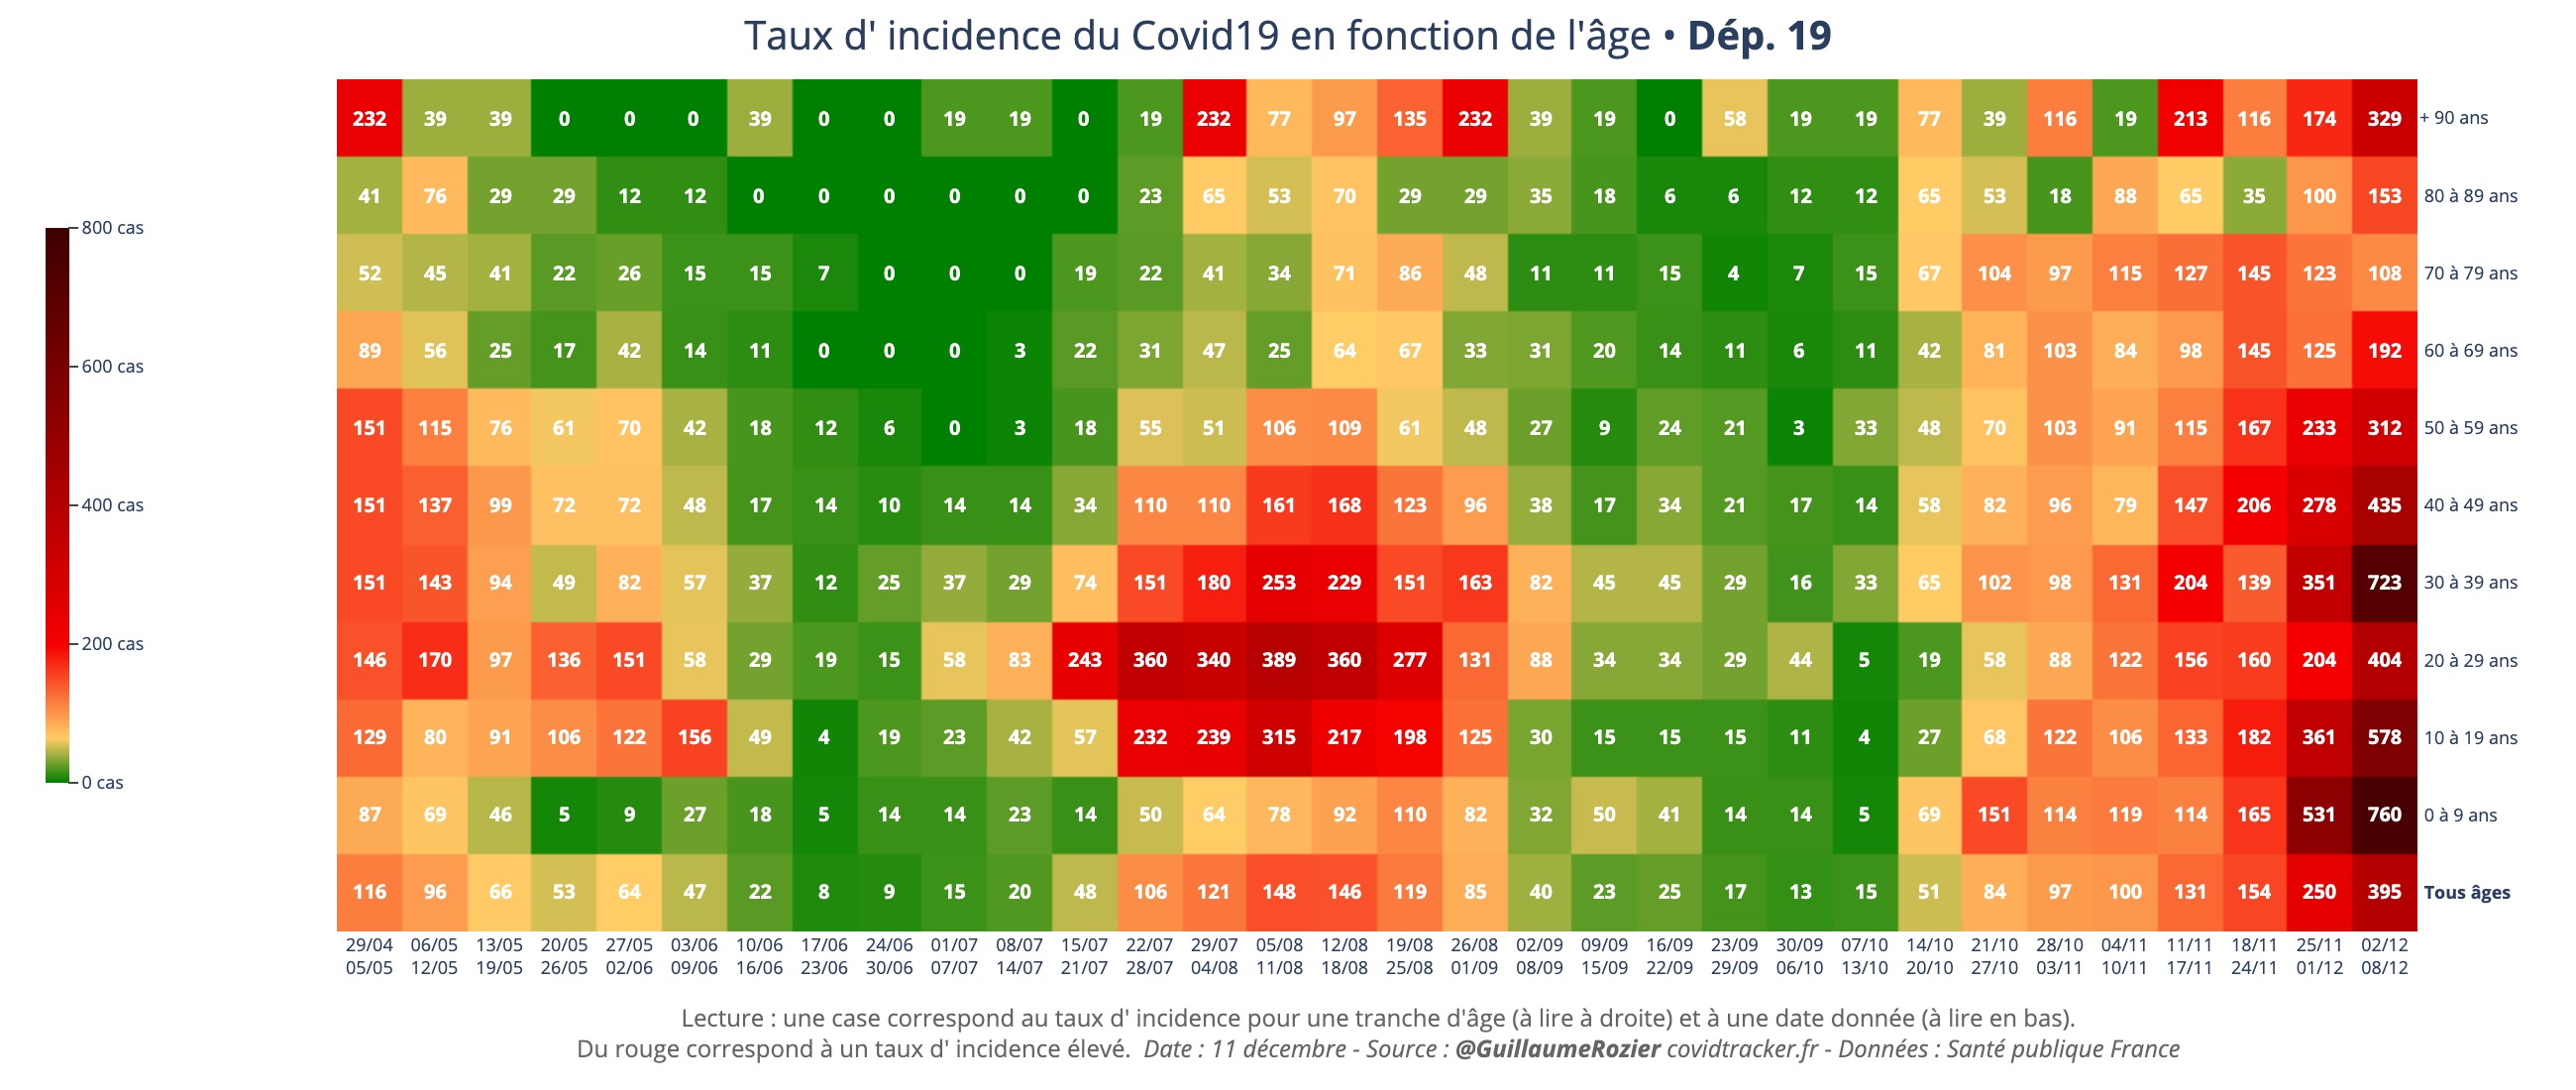 Taux d' incidence du Covid19 en fonction de l'âge • Dép. 19
232 39 39 0 0 0 39 0 0 19 19 0 19 232 77 97 135 232 39 19 0 58 19 19 77 39 116 19 213 116 174 329 + 90 ans
41 76 29 29 12 12 0 0 0 0 0 0 23 65 53 70 29 29 35 18 6 6 12 12 65 53 18 88 65 35 100 153 80 à 89 ans
800 cas
52 45 41 22 26 15 15 7 0 0 0 19 22 41 34 71 86 48 11 11 15 4 7 15 67 104 97 115 127 145 123 108 70 à 79 ans
89 56 25 17 42 14 11 0 0 0 3 22 31 47 25 64 67 33 31 20 14 11 6 11 42 81 103 84 98 145 125 192 60 à 69 ans
600 cas
151 115 76 61 70 42 18 12 6 0 3 18 55 51 106 109 61 48 27 9 24 21 3 33 48 70 103 91 115 167 233 312 50 à 59 ans
400 cas
151 137 99 72 72 48 17 14 10 14 14 34 110 110 161 168 123 96 38 17 34 21 17 14 58 82 96 79 147 206 278 435 40 à 49 ans
151 143 94 49 82 57 37 12 25 37 29 74 151 180 253 229 151 163 82 45 45 29 16 33 65 102 98 131 204 139 351 723 30 à 39 ans
200 cas
146 170 97 136 151 58 29 19 15 58 83 243 360 340 389 360 277 131 88 34 34 29 44 5 19 58 88 122 156 160 204 404 20 à 29 ans
129 80 91 106 122 156 49 4 19 23 42 57 232 239 315 217 198 125 30 15 15 15 11 4 27 68 122 106 133 182 361 578 10 à 19 ans
0 cas
87 69 46 5 9 27 18 5 14 14 23 14 50 64 78 92 110 82 32 50 41 14 14 5 69 151 114 119 114 165 531 760 0 à 9 ans
116 96 66 53 64 47 22 8 9 15 20 48 106 121 148 146 119 85 40 23 25 17 13 15 51 84 97 100 131 154 250 395 Tous âges
29/04 06/05 13/05 20/05 27/05 03/06 10/06 17/06 24/06 01/07 08/07 15/07 22/07 29/07 05/08 12/08 19/08 26/08 02/09 09/09 16/09 23/09 30/09 07/10 14/10 21/10 28/10 04/11 11/11 18/11 25/11 02/12
05/05 12/05 19/05 26/05 02/06 09/06 16/06 23/06 30/06 07/07 14/07 21/07 28/07 04/08 11/08 18/08 25/08 01/09 08/09 15/09 22/09 29/09 06/10 13/10 20/10 27/10 03/11 10/11 17/11 24/11 01/12 08/12
Lecture : une case correspond au taux d' incidence pour une tranche d'âge (à lire à droite) et à une date donnée (à lire en bas).
Du rouge correspond à un taux d' incidence élevé. Date : 11 décembre - Source : @GuillaumeRozier covidtracker.fr - Données : Santé publique France